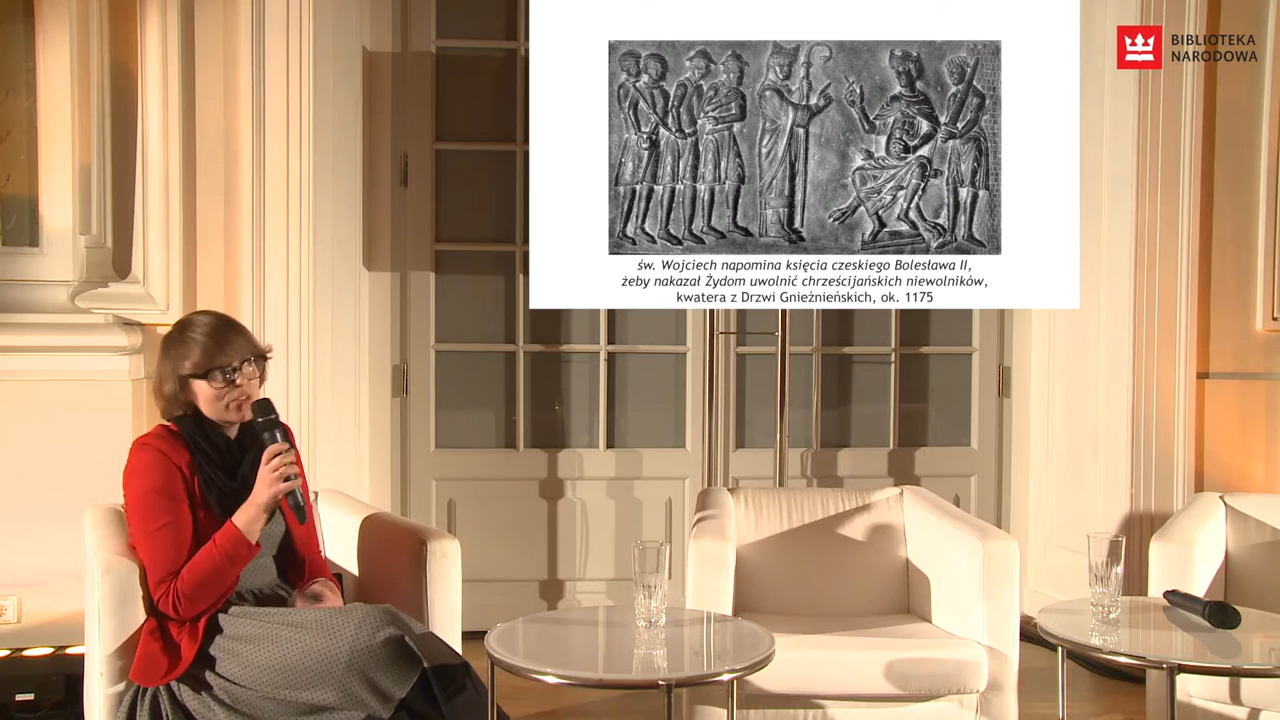 BIBLIOTEKA
NARODOWA
św. Wojciech napomina księcia czeskiego Bolesława II,
żeby nakazał Żydom uwolnić chrześcijańskich niewolników,
kwatera z Drzwi Gnieźnieńskich, ok. 1175